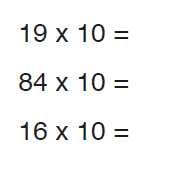 19 x 10 =
84 x 10 =
16 x 10 =